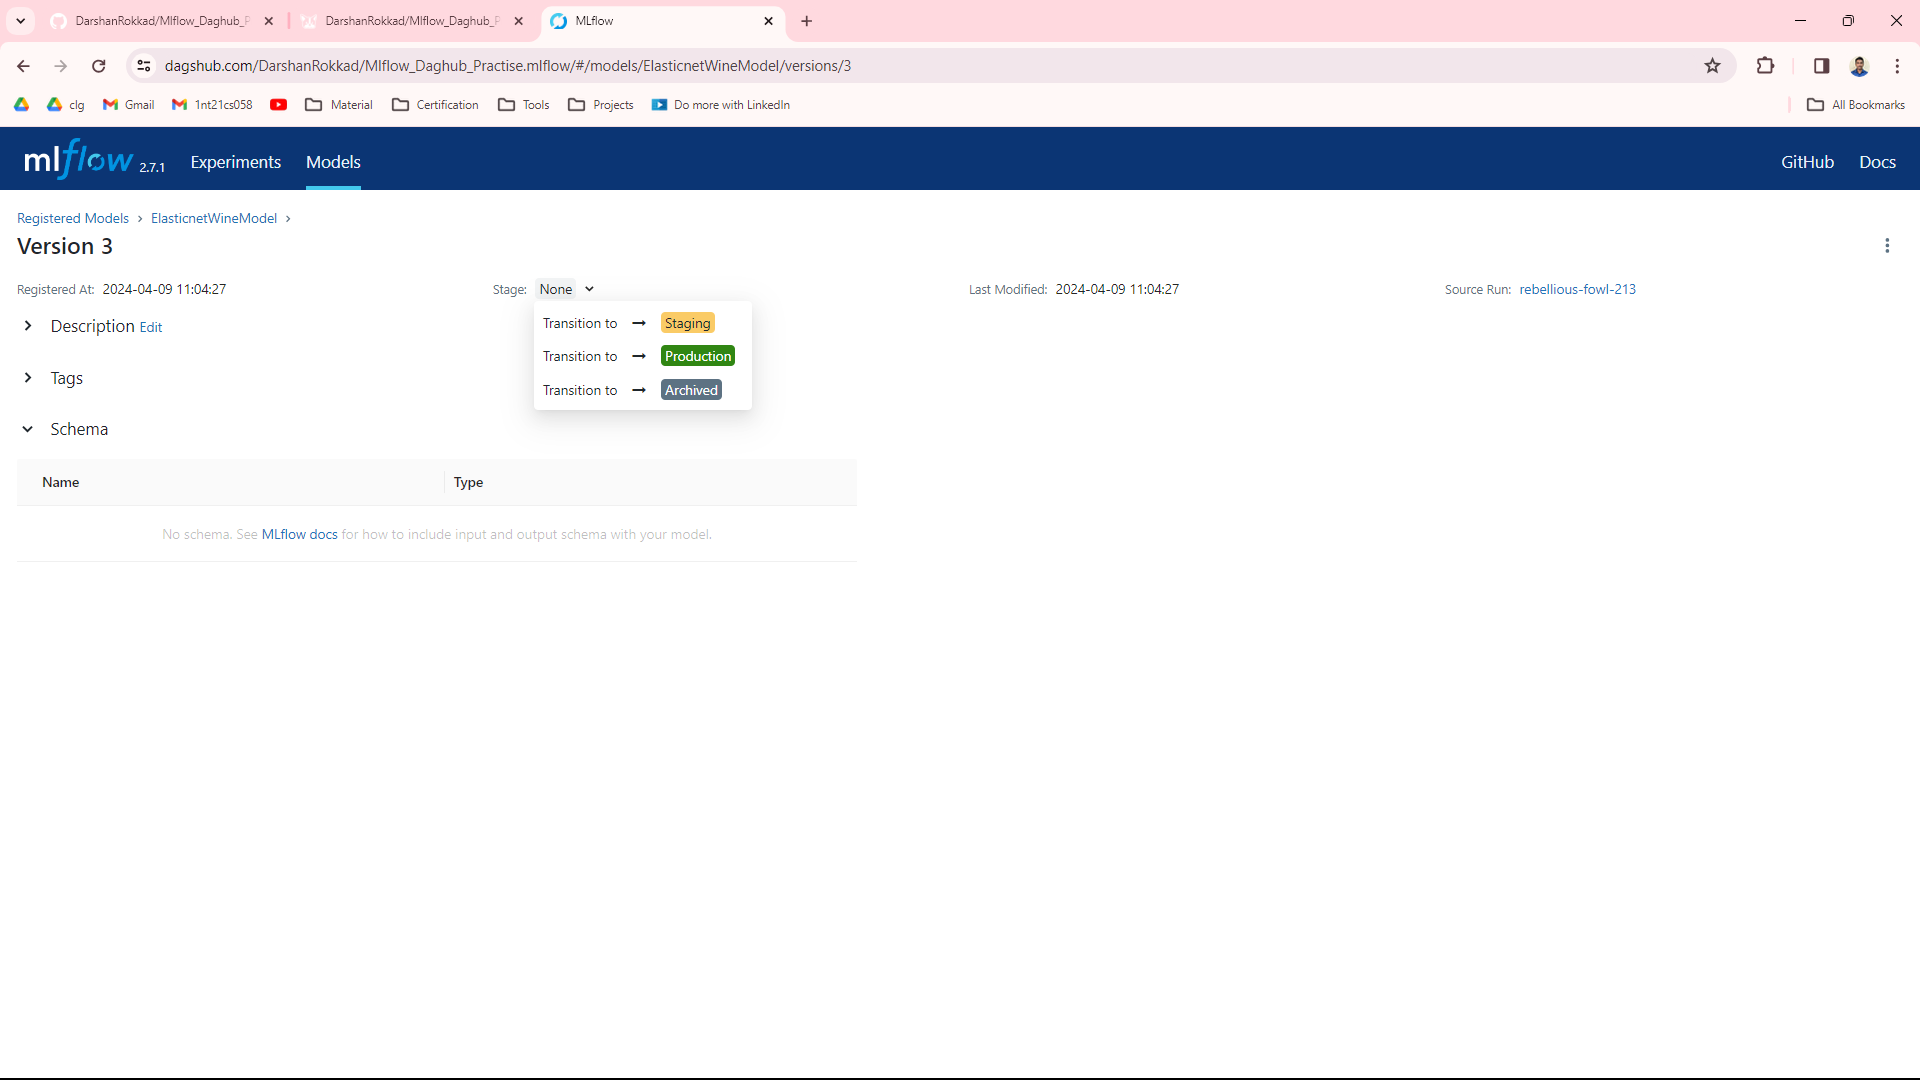 DarshanRokkad/Mlflow_Daghub_P
DarshanRokkad/Mlflow_Daghub_P
MLflow
dagshub.com/DarshanRokkad/Mlflow_Daghub_Practise.mlflow/#/models/ElasticnetWineModel/versions/3
clg Gmail 1nt21cs058 Material Certification Tools Projects Do more with LinkedIn All Bookmarks
mlflow 2.7.1 Experiments Models GitHub Docs
Registered Models > ElasticnetWineModel >
Version 3
Registered At: 2024-04-09 11:04:27 Stage: None Last Modified: 2024-04-09 11:04:27 Source Run: rebellious-fowl-213
Transition to → Staging
Transition to → Production
Transition to → Archived
Description Edit
Tags
Schema
Name Type
No schema. See MLflow docs for how to include input and output schema with your model.